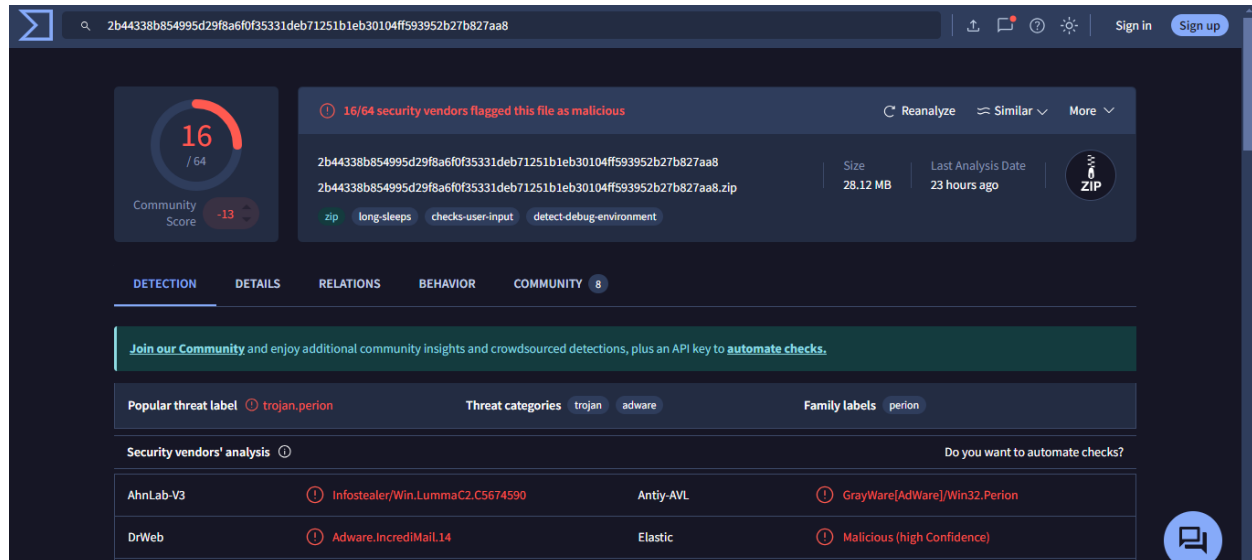 2b44338b854995d29f8a6f0f35331deb71251b1eb30104ff593952b27b827aa8 Sign in Sign up
16/64 security vendors flagged this file as malicious Reanalyze Similar More
16
/ 64
2b44338b854995d29f8a6f0f35331deb71251b1eb30104ff593952b27b827aa8
2b44338b854995d29f8a6f0f35331deb71251b1eb30104ff593952b27b827aa8.zip
Size
28.12 MB
Last Analysis Date
23 hours ago
ZIP
Community
Score
-13
zip long-sleeps checks-user-input detect-debug-environment
DETECTION DETAILS RELATIONS BEHAVIOR COMMUNITY 8
Join our Community and enjoy additional community insights and crowdsourced detections, plus an API key to automate checks.
Popular threat label trojan.perion Threat categories trojan adware Family labels perion
Security vendors' analysis Do you want to automate checks?
AhnLab-V3 Infostealer/Win.LummaC2.C5674590 Antiy-AVL GrayWare[AdWare]/Win32.Perion
DrWeb Adware.IncrediMail.14 Elastic Malicious (high Confidence)